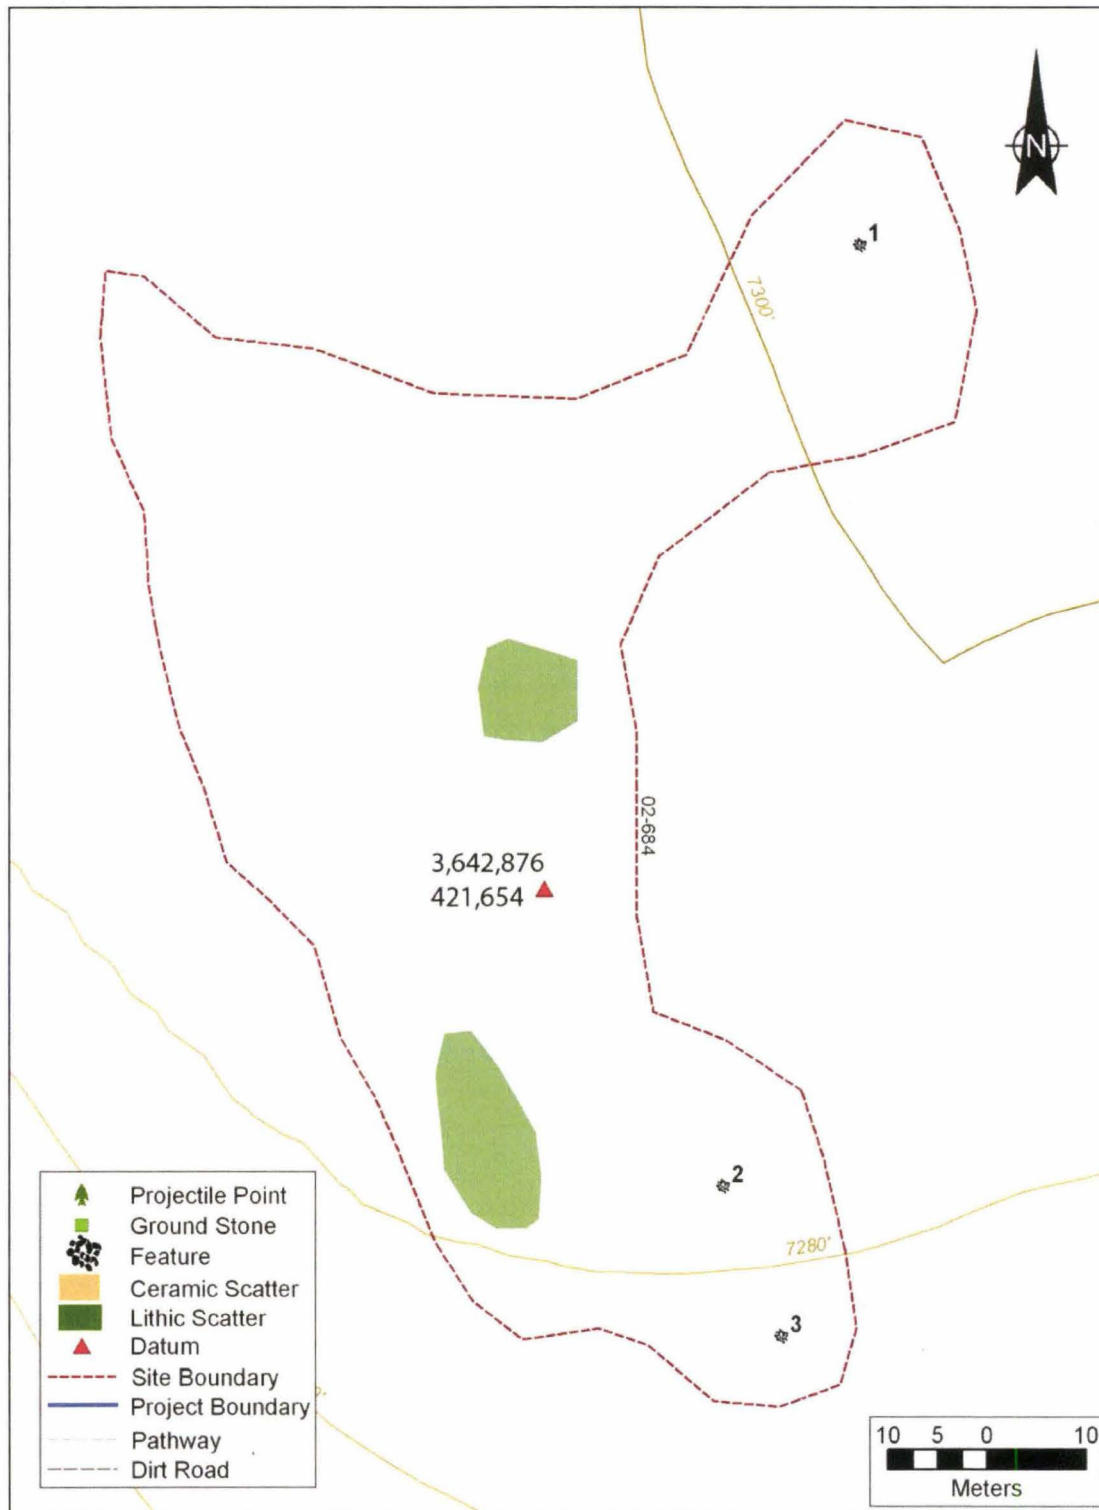 N
1
7300'
02-684
3,642,876
421,654
2
7280'
3
Projectile Point
Ground Stone
Feature
Ceramic Scatter
Lithic Scatter
Datum
Site Boundary
Project Boundary
Pathway
Dirt Road
10 5 0 10
Meters